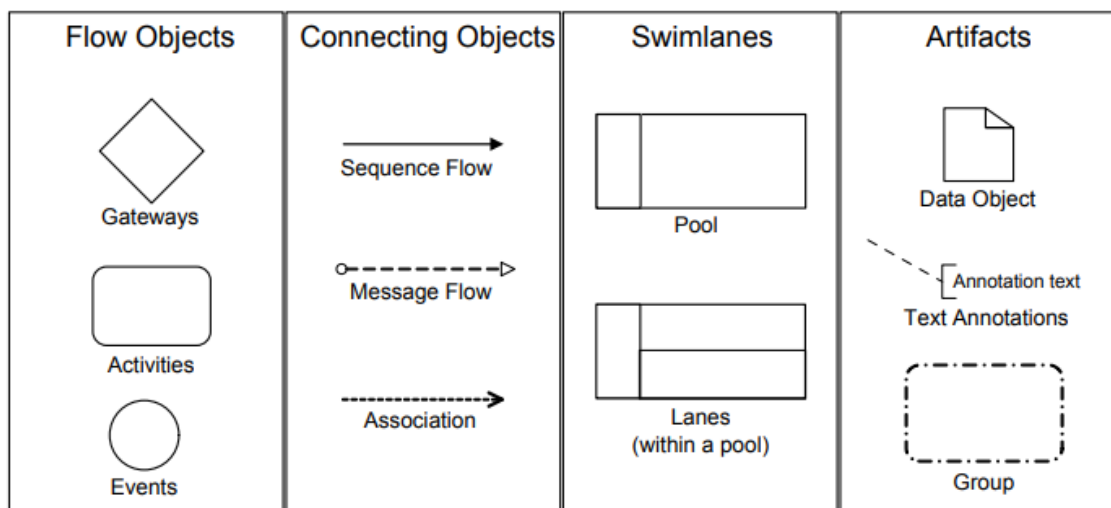 Flow Objects
Gateways
Activities
Events
Connecting Objects
Sequence Flow
Message Flow
Association
Swimlanes
Pool
Lanes
(within a pool)
Artifacts
Data Object
Annotation text
Text Annotations
Group